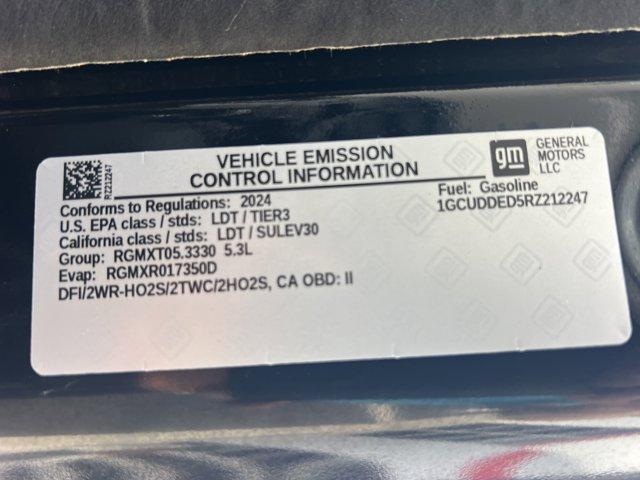 VEHICLE EMISSION
CONTROL INFORMATION
gm
GENERAL
MOTORS
LLC
RZ212247
Conforms to Regulations: 2024
U.S. EPA class / stds: LDT / TIER3
California class / stds: LDT / SULEV30
Group: RGMXT05.3330 5.3L
Evap: RGMXR017350D
DFI/2WR-HO2S/2TWC/2HO2S, CA OBD: II
Fuel: Gasoline
1GCUDDED5RZ212247